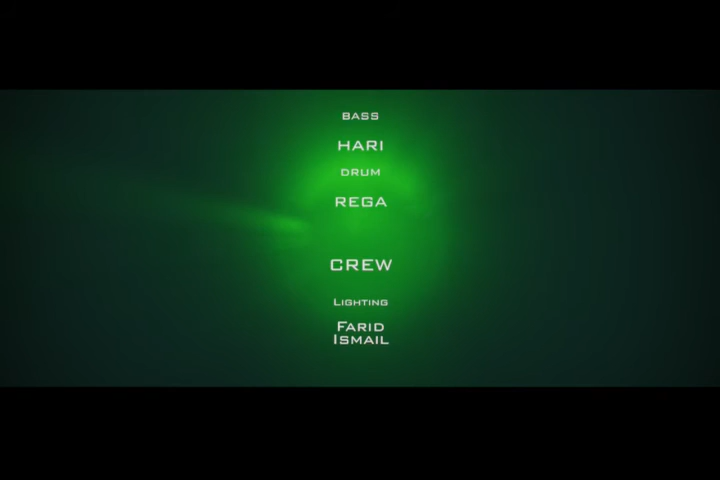 BASS
HARI
DRUM
REGA
CREW
LIGHTING
FARID
ISMAIL